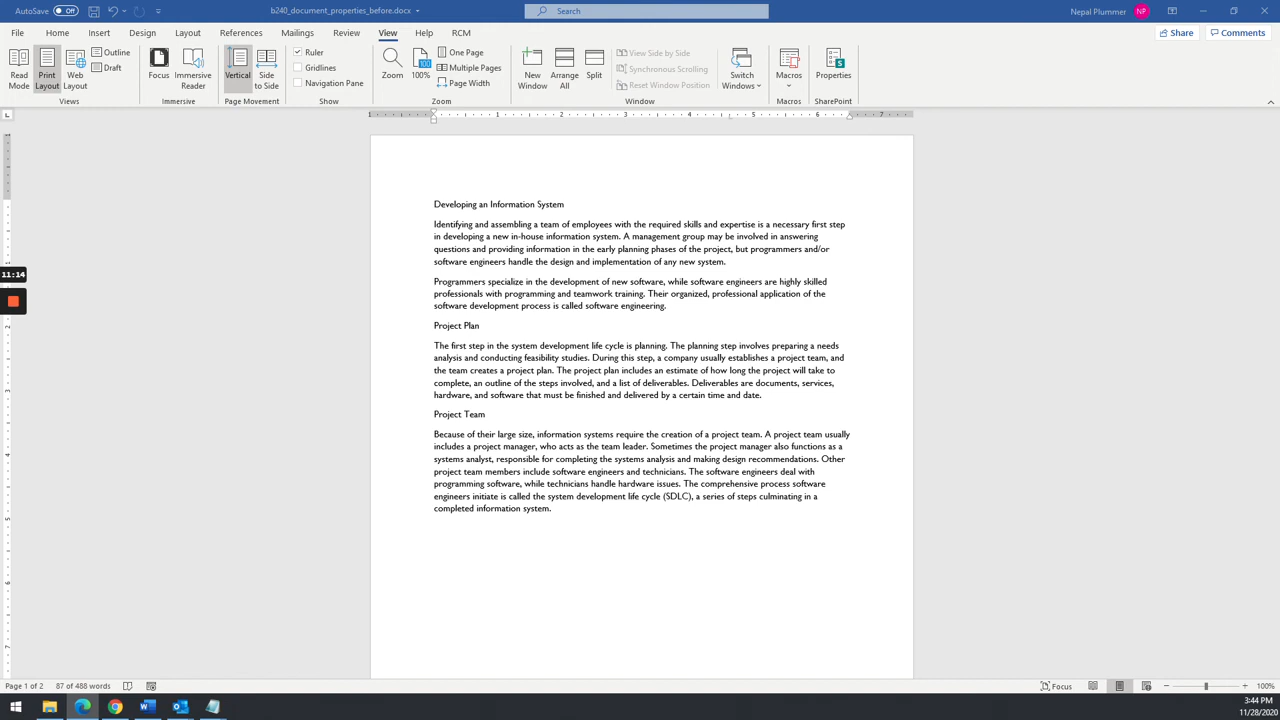 AutoSave Off b240_document_properties_before.docx Search Nepal Plummer NP
File Home Insert Design Layout References Mailings Review View Help RCM Share Comments
Read Mode Print Layout Web Layout Outline Draft Focus Immersive Reader Vertical Side to Side Ruler Gridlines Navigation Pane Zoom 100 100% One Page Multiple Pages Page Width New Window Arrange All Split View Side by Side Synchronous Scrolling Reset Window Position Switch Windows Macros Properties
Views Immersive Page Movement Show Zoom Window Macros SharePoint
1 1 2 3 4 5 6 7
Developing an Information System
Identifying and assembling a team of employees with the required skills and expertise is a necessary first step
in developing a new in-house information system. A management group may be involved in answering
questions and providing information in the early planning phases of the project, but programmers and/or
software engineers handle the design and implementation of any new system.
11:14
Programmers specialize in the development of new software, while software engineers are highly skilled
professionals with programming and teamwork training. Their organized, professional application of the
software development process is called software engineering.
Project Plan
The first step in the system development life cycle is planning. The planning step involves preparing a needs
analysis and conducting feasibility studies. During this step, a company usually establishes a project team, and
the team creates a project plan. The project plan includes an estimate of how long the project will take to
complete, an outline of the steps involved, and a list of deliverables. Deliverables are documents, services,
hardware, and software that must be finished and delivered by a certain time and date.
Project Team
Because of their large size, information systems require the creation of a project team. A project team usually
includes a project manager, who acts as the team leader. Sometimes the project manager also functions as a
systems analyst, responsible for completing the systems analysis and making design recommendations. Other
project team members include software engineers and technicians. The software engineers deal with
programming software, while technicians handle hardware issues. The comprehensive process software
engineers initiate is called the system development life cycle (SDLC), a series of steps culminating in a
completed information system.
Page 1 of 2 87 of 488 words Focus 100%
3:44 PM
11/28/2020